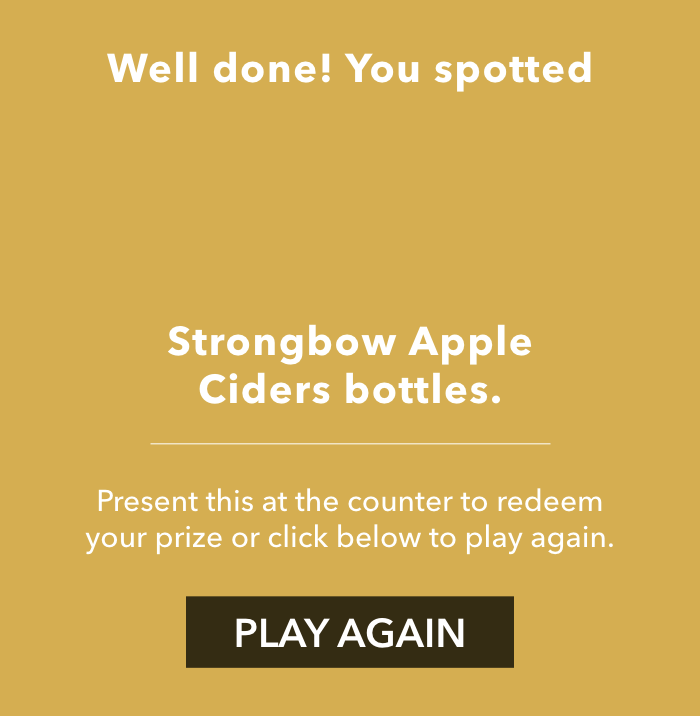 Well done! You spotted
Strongbow Apple
Ciders bottles.
Present this at the counter to redeem
your prize or click below to play again.
PLAY AGAIN